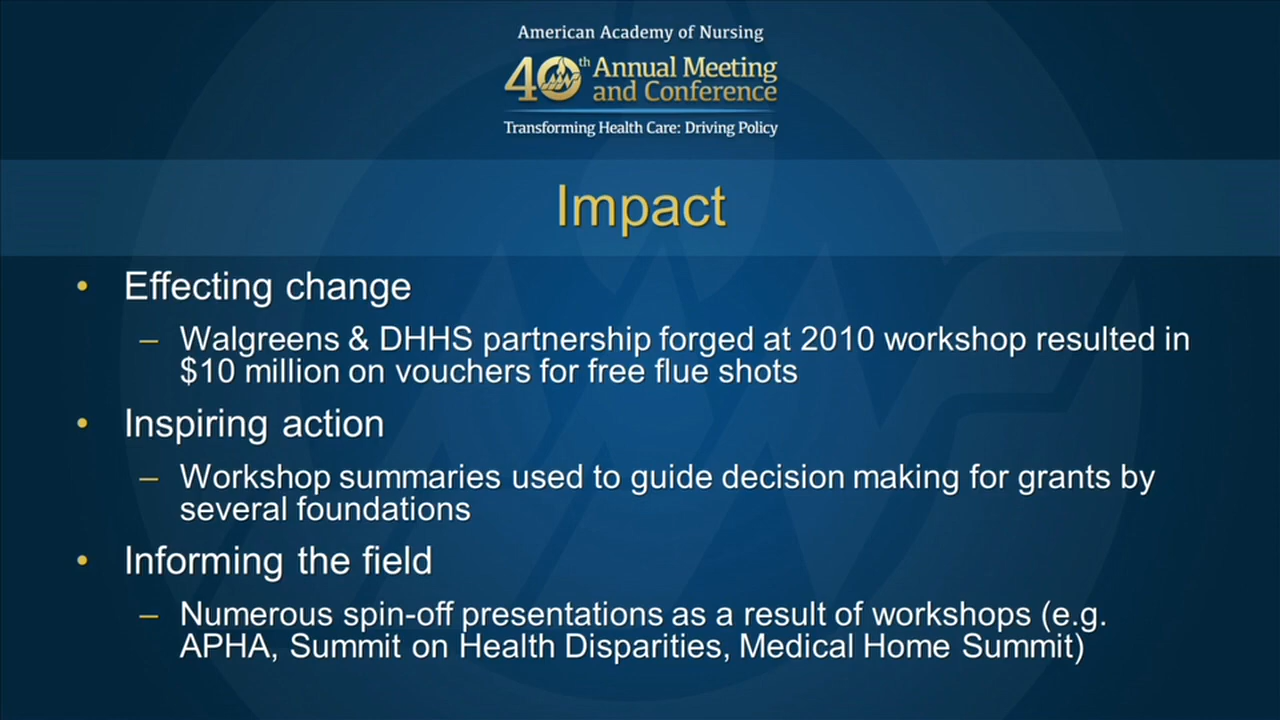 American Academy of Nursing
40th Annual Meeting
and Conference
Transforming Health Care: Driving Policy
Impact
• Effecting change
– Walgreens & DHHS partnership forged at 2010 workshop resulted in
$10 million on vouchers for free flue shots
• Inspiring action
– Workshop summaries used to guide decision making for grants by
several foundations
• Informing the field
– Numerous spin-off presentations as a result of workshops (e.g.
APHA, Summit on Health Disparities, Medical Home Summit)